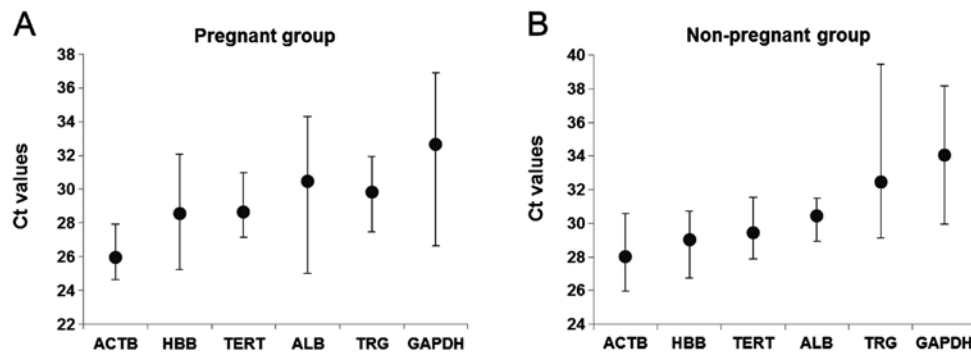 A
Pregnant group
Ct values
38
36
34
32
30
28
26
24
22
ACTB HBB TERT ALB TRG GAPDH
B
Non-pregnant group
Ct values
40
38
36
34
32
30
28
26
24
ACTB HBB TERT ALB TRG GAPDH